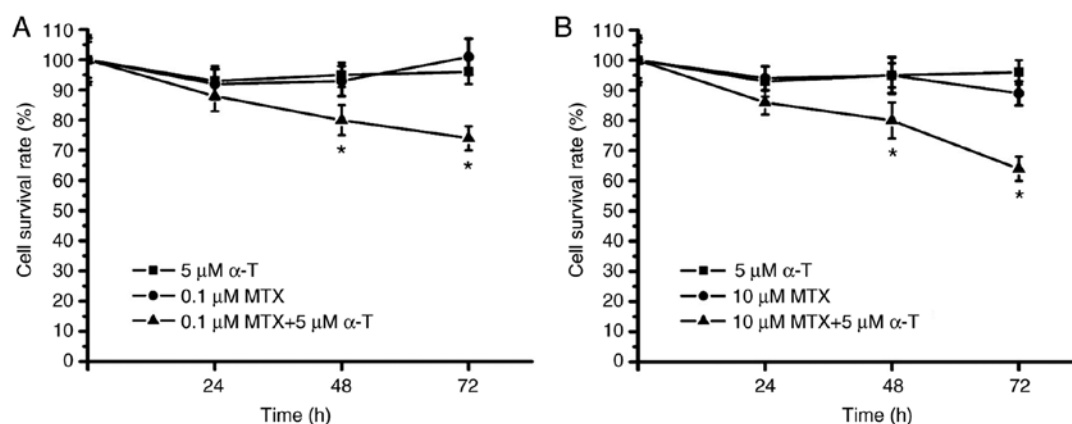 A
110
100
90
80
70
60
50
40
30
20
10
0
Cell survival rate (%)
*
*
5 μM α-T
0.1 μM MTX
0.1 μM MTX+5 μM α-T
24
48
72
Time (h)
B
110
100
90
80
70
60
50
40
30
20
10
0
Cell survival rate (%)
*
*
5 μM α-T
10 μM MTX
10 μM MTX+5 μM α-T
24
48
72
Time (h)